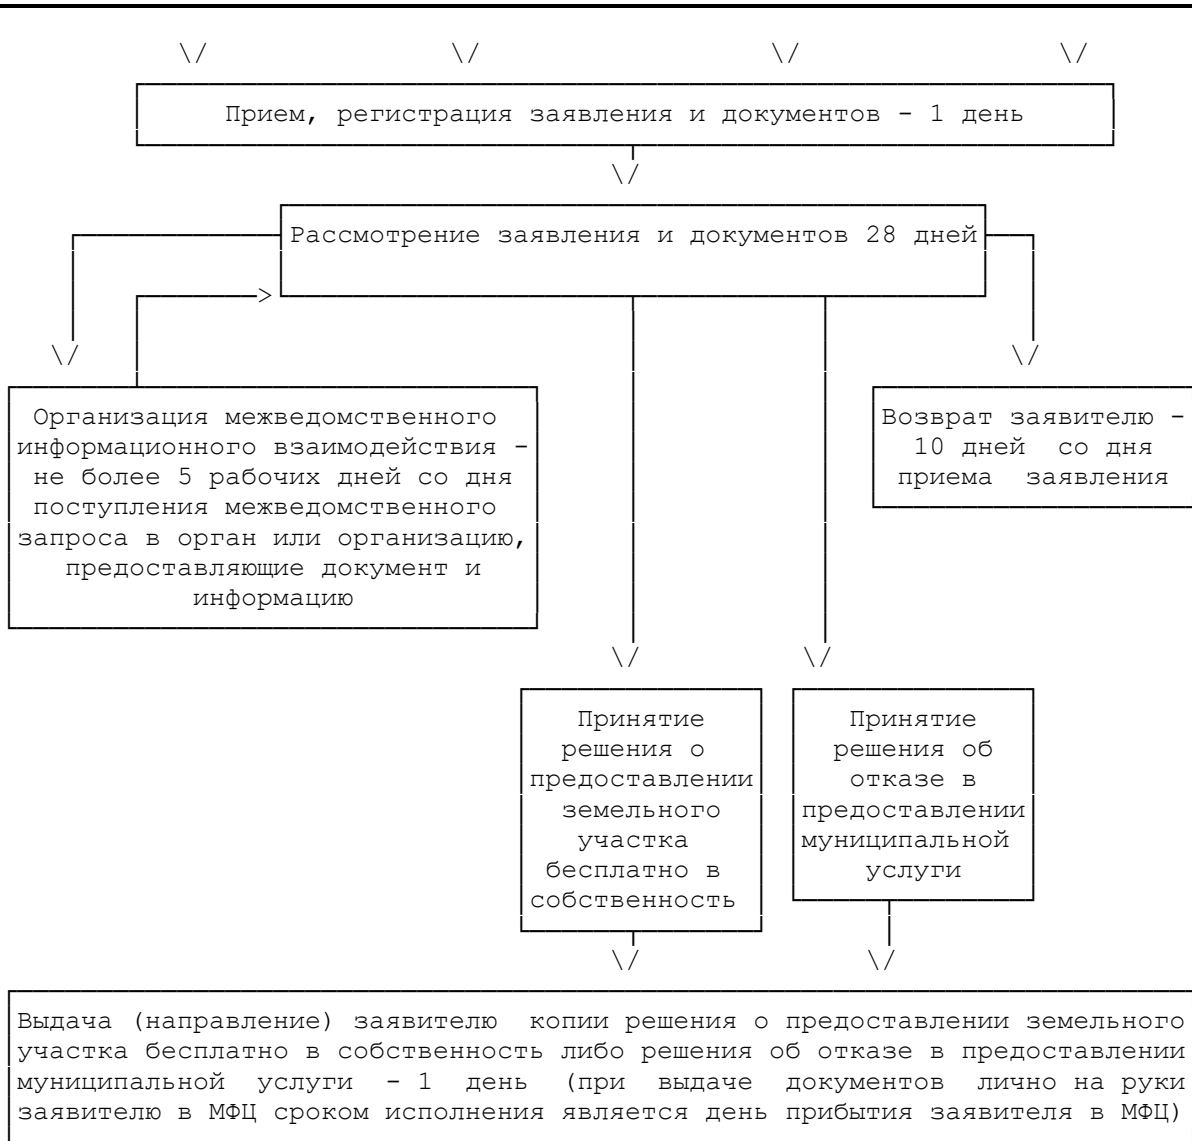 Прием, регистрация заявления и документов - 1 день
Рассмотрение заявления и документов 28 дней
Организация межведомственного
информационного взаимодействия -
не более 5 рабочих дней со дня
поступления межведомственного
запроса в орган или организацию,
предоставляющие документ и
информацию
Возврат заявителю -
10 дней со дня
приема заявления
Принятие
решения о
предоставлении
земельного
участка
бесплатно в
собственность
Принятие
решения об
отказе в
предоставлении
муниципальной
услуги
Выдача (направление) заявителю копии решения о предоставлении земельного
участка бесплатно в собственность либо решения об отказе в предоставлении
муниципальной услуги - 1 день (при выдаче документов лично на руки
заявителю в МФЦ сроком исполнения является день прибытия заявителя в МФЦ)